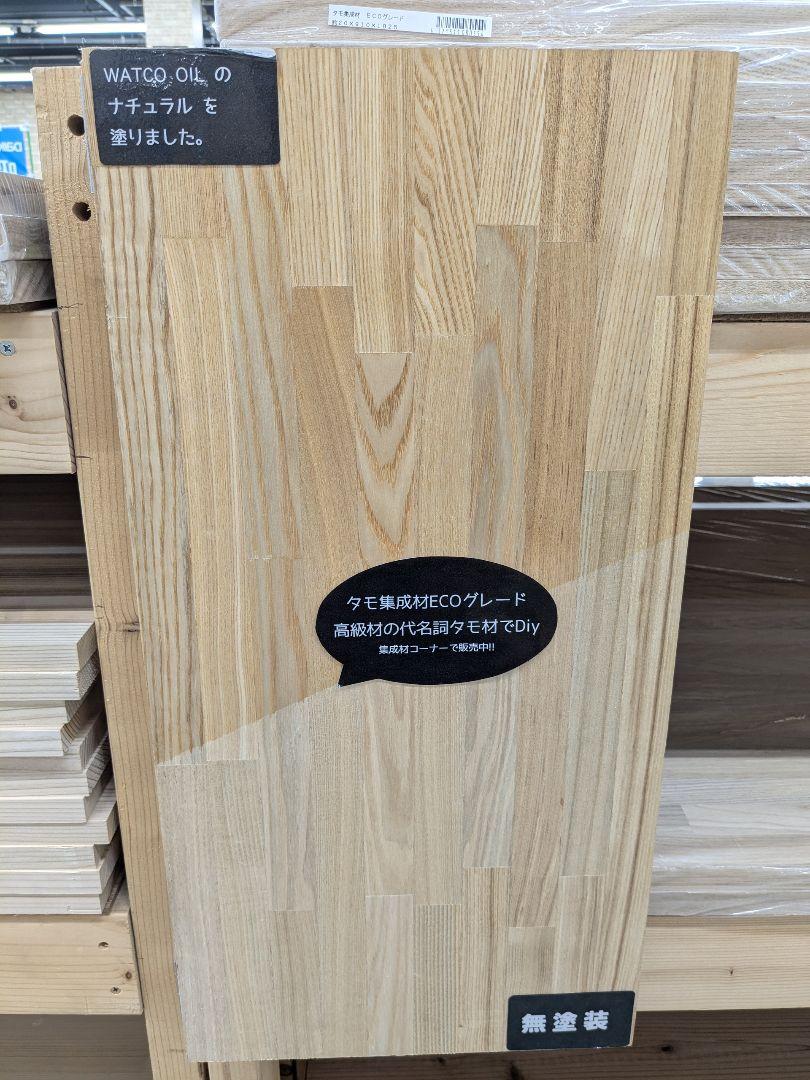 タモ集成材 ECOグレード
WATCO OIL の
ナチュラル を
塗りました。
タモ集成材ECOグレード
高級材の代名詞タモ材でDiy
集成材コーナーで販売中!!
無塗装